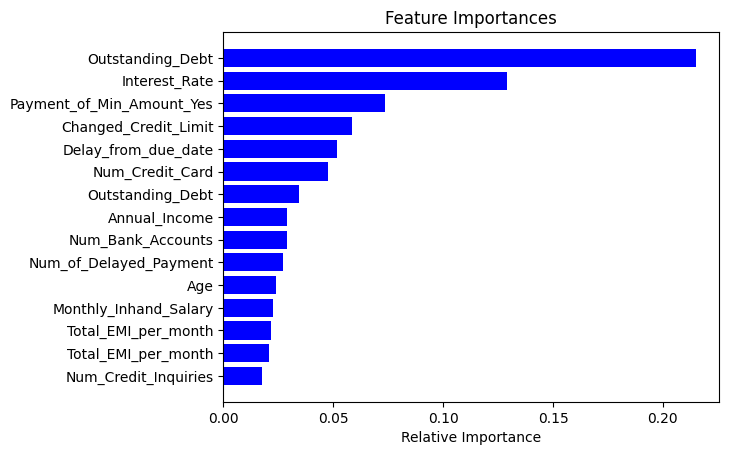 Feature Importances
Outstanding_Debt
Interest_Rate
Payment_of_Min_Amount_Yes
Changed_Credit_Limit
Delay_from_due_date
Num_Credit_Card
Outstanding_Debt
Annual_Income
Num_Bank_Accounts
Num_of_Delayed_Payment
Age
Monthly_Inhand_Salary
Total_EMI_per_month
Total_EMI_per_month
Num_Credit_Inquiries
0.00 0.05 0.10 0.15 0.20
Relative Importance